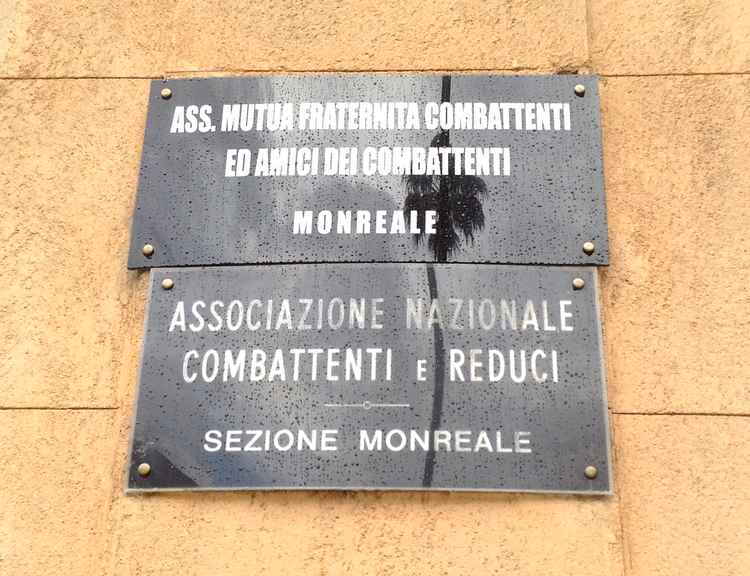 ASS. MUTUA FRATERNITA COMBATTENTI
ED AMICI DEI COMBATTENTI
MONREALE
ASSOCIAZIONE NAZIONALE
COMBATTENTI E REDUCI
SEZIONE MONREALE